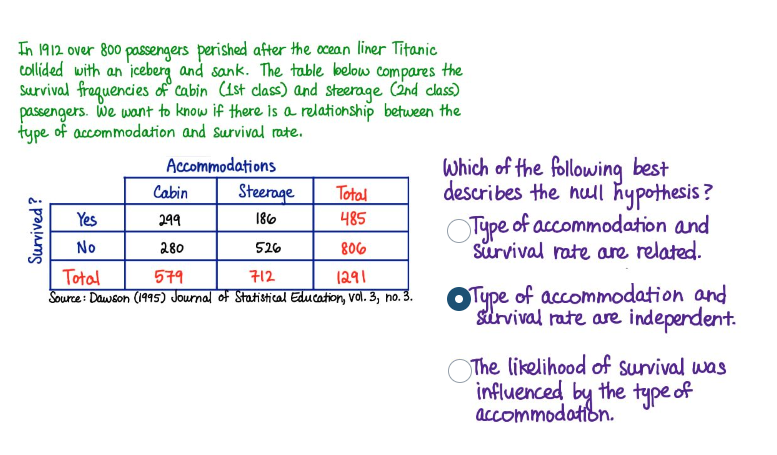 In 1912 over 800 passengers perished after the ocean liner Titanic
collided with an iceberg and sank. The table below compares the
survival frequencies of cabin (1st class) and steerage (2nd class)
passengers. We want to know if there is a relationship between the
type of accommodation and survival rate.
Accommodations
Cabin Steerage Total
Survived?
Yes 299 186 485
No 280 526 806
Total 579 712 1291
Source: Dawson (1995) Journal of Statistical Education, vol. 3, no. 3.
Which of the following best
describes the null hypothesis?
Type of accommodation and
survival rate are related.
Type of accommodation and
survival rate are independent.
The likelihood of survival was
influenced by the type of
accommodation.